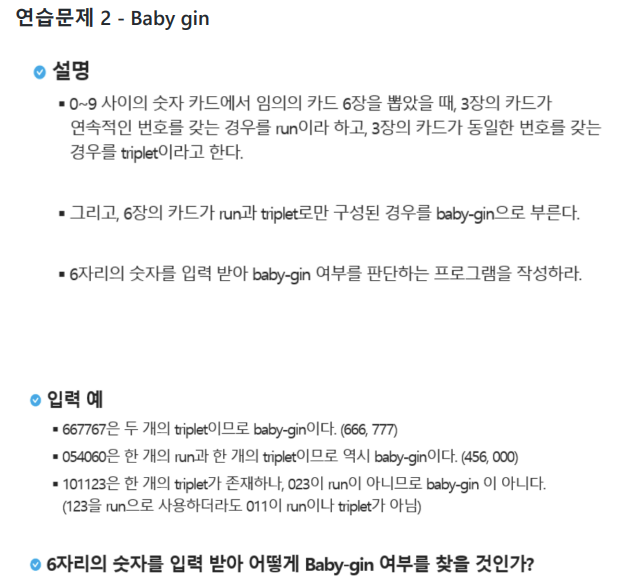 연습문제 2 - Baby gin
설명
▪ 0~9 사이의 숫자 카드에서 임의의 카드 6장을 뽑았을 때, 3장의 카드가
연속적인 번호를 갖는 경우를 run이라 하고, 3장의 카드가 동일한 번호를 갖는
경우를 triplet이라고 한다.
▪ 그리고, 6장의 카드가 run과 triplet로만 구성된 경우를 baby-gin으로 부른다.
▪ 6자리의 숫자를 입력 받아 baby-gin 여부를 판단하는 프로그램을 작성하라.
입력 예
▪ 667767은 두 개의 triplet이므로 baby-gin이다. (666, 777)
▪ 054060은 한 개의 run과 한 개의 triplet이므로 역시 baby-gin이다. (456, 000)
▪ 101123은 한 개의 triplet가 존재하나, 023이 run이 아니므로 baby-gin 이 아니다.
(123을 run으로 사용하더라도 011이 run이나 triplet가 아님)
6자리의 숫자를 입력 받아 어떻게 Baby-gin 여부를 찾을 것인가?